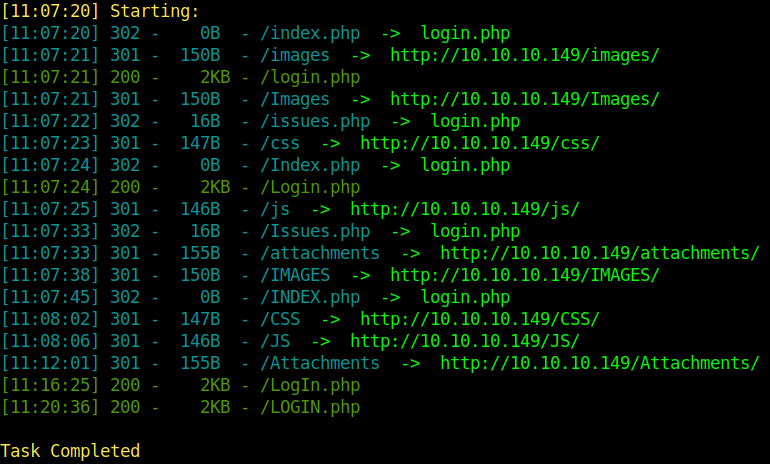 [11:07:20] Starting:
[11:07:20] 302 -    0B  - /index.php  ->  login.php
[11:07:21] 301 -  150B  - /images  ->  http://10.10.10.149/images/
[11:07:21] 200 -    2KB - /login.php
[11:07:21] 301 -  150B  - /Images  ->  http://10.10.10.149/Images/
[11:07:22] 302 -   16B  - /issues.php  ->  login.php
[11:07:23] 301 -  147B  - /css  ->  http://10.10.10.149/css/
[11:07:24] 302 -    0B  - /Index.php  ->  login.php
[11:07:24] 200 -    2KB - /Login.php
[11:07:25] 301 -  146B  - /js  ->  http://10.10.10.149/js/
[11:07:33] 302 -   16B  - /Issues.php  ->  login.php
[11:07:33] 301 -  155B  - /attachments  ->  http://10.10.10.149/attachments/
[11:07:38] 301 -  150B  - /IMAGES  ->  http://10.10.10.149/IMAGES/
[11:07:45] 302 -    0B  - /INDEX.php  ->  login.php
[11:08:02] 301 -  147B  - /CSS  ->  http://10.10.10.149/CSS/
[11:08:06] 301 -  146B  - /JS  ->  http://10.10.10.149/JS/
[11:12:01] 301 -  155B  - /Attachments  ->  http://10.10.10.149/Attachments/
[11:16:25] 200 -    2KB - /LogIn.php
[11:20:36] 200 -    2KB - /LOGIN.php
Task Completed